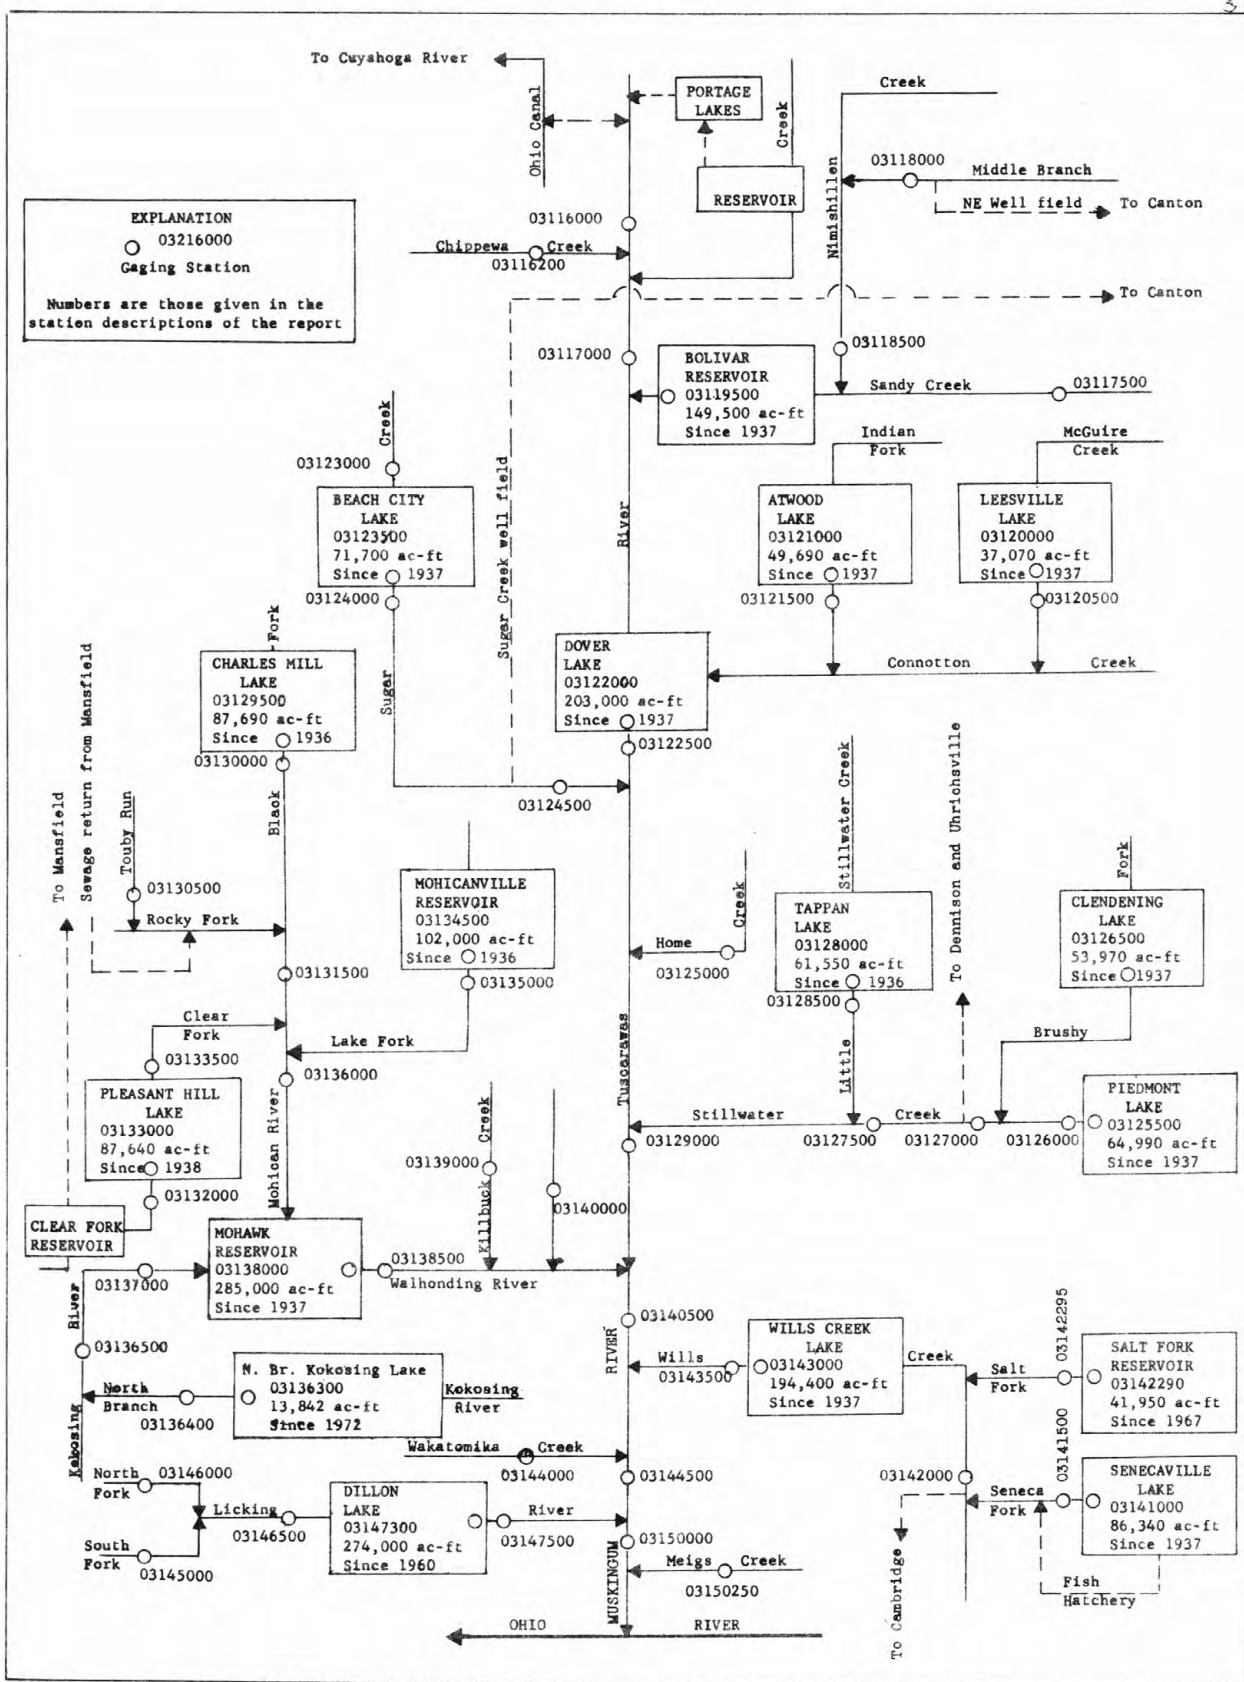 3
To Cuyahoga River
Ohio Canal
PORTAGE
LAKES
Creek
RESERVOIR
Creek
Nimishillen
03118000
Middle Branch
NE Well field
To Canton
EXPLANATION
03216000
Gaging Station
Numbers are those given in the
station descriptions of the report
03116000
Chippewa Creek
03116200
To Canton
03117000
BOLIVAR
RESERVOIR
03119500
149,500 ac-ft
Since 1937
03118500
Sandy Creek
03117500
Creek
03123000
BEACH CITY
LAKE
03123500
71,700 ac-ft
Since 1937
03124000
Sugar
Sugar Creek well field
River
Indian
Fork
ATWOOD
LAKE
03121000
49,690 ac-ft
Since 1937
03121500
McGuire
Creek
LEESVILLE
LAKE
03120000
37,070 ac-ft
Since 1937
03120500
Connotton Creek
DOVER
LAKE
03122000
203,000 ac-ft
Since 1937
03122500
03124500
Fork
CHARLES MILL
LAKE
03129500
87,690 ac-ft
Since 1936
03130000
Black
To Mansfield
Sewage return from Mansfield
Touby Run
03130500
Rocky Fork
03131500
MOHICANVILLE
RESERVOIR
03134500
102,000 ac-ft
Since 1936
03135000
Lake Fork
Creek
Home
03125000
Stillwater Creek
TAPPAN
LAKE
03128000
61,550 ac-ft
Since 1936
03128500
Little
To Dennison and Uhrichsville
Fork
CLENDENING
LAKE
03126500
53,970 ac-ft
Since 1937
Brushy
Clear
Fork
03133500
03136000
PLEASANT HILL
LAKE
03133000
87,640 ac-ft
Since 1938
03132000
CLEAR FORK
RESERVOIR
Mohican River
Tuscarawas
Stillwater Creek
03129000
03127500
03127000
03126000
PIEDMONT
LAKE
03125500
64,990 ac-ft
Since 1937
03139000
Killbuck Creek
03140000
MOHAWK
RESERVOIR
03138000
285,000 ac-ft
Since 1937
03138500
Walhonding River
03137000
River
03136500
Kokosing
North
Branch
03136400
N. Br. Kokosing Lake
03136300
13,842 ac-ft
Since 1972
Kokosing
River
03140500
RIVER
Wills
03143500
WILLS CREEK
LAKE
03143000
194,400 ac-ft
Since 1937
Creek
Salt
Fork
03142295
SALT FORK
RESERVOIR
03142290
41,950 ac-ft
Since 1967
Wakatomika Creek
03144000
03144500
03142000
Seneca
Fork
03141500
SENECAVILLE
LAKE
03141000
86,340 ac-ft
Since 1937
Fish
Hatchery
To Cambridge
North
Fork
03146000
South
Fork
03145000
Licking
03146500
DILLON
LAKE
03147300
274,000 ac-ft
Since 1960
River
03147500
03150000
Meigs Creek
03150250
MUSKINGUM
OHIO RIVER